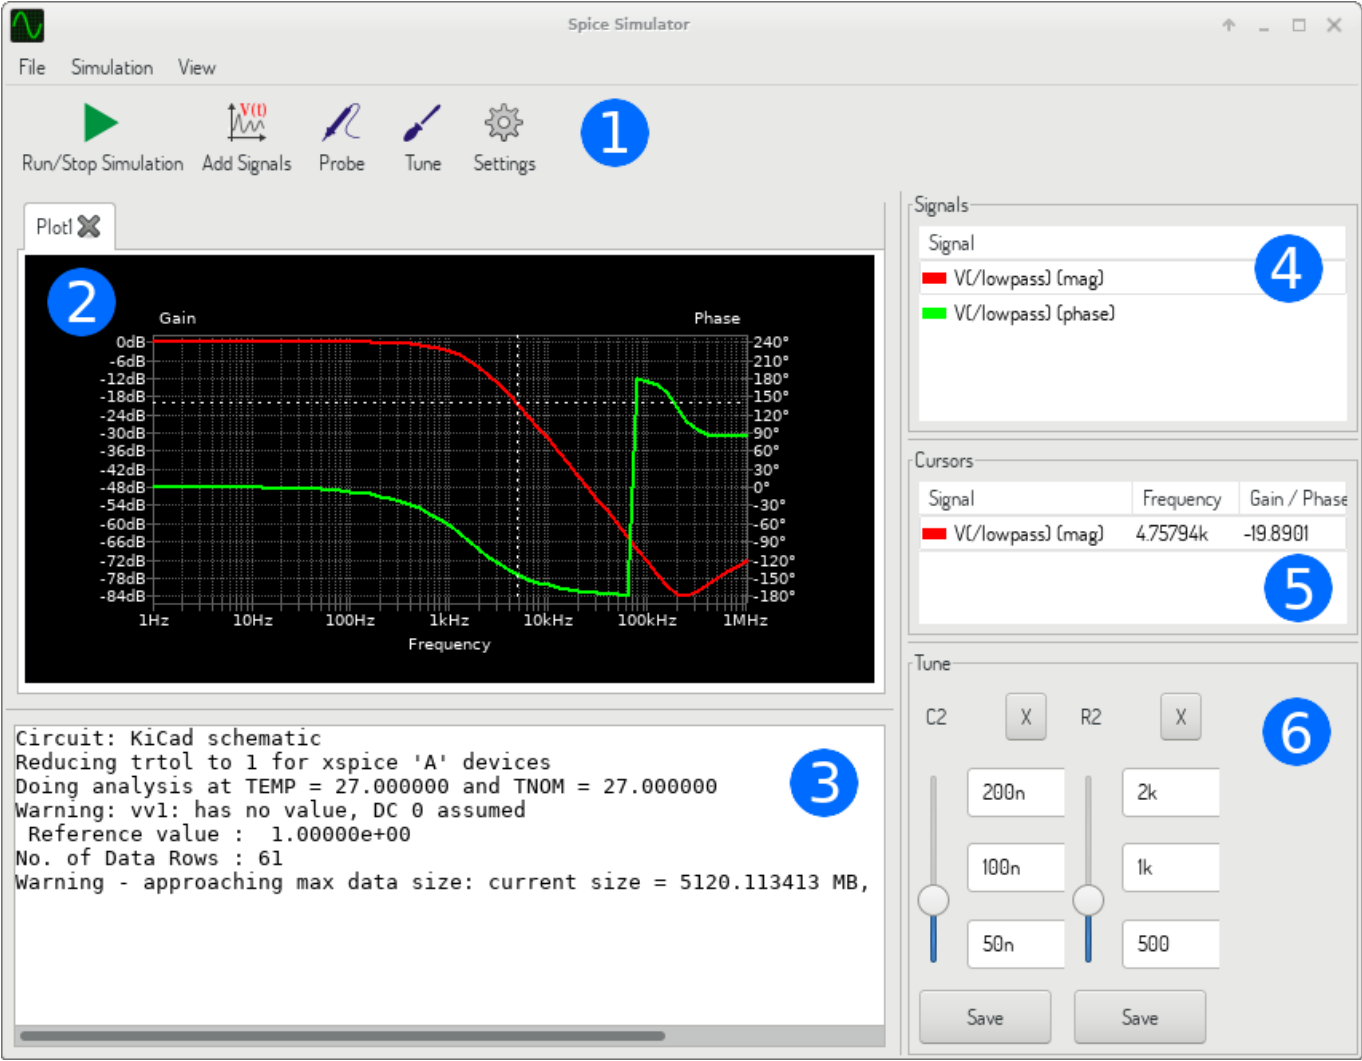 Spice Simulator
File Simulation View
Run/Stop Simulation Add Signals Probe Tune Settings
V(t)
1
Plot1
2
Gain Phase
0dB 240°
-6dB 210°
-12dB 180°
-18dB 150°
-24dB 120°
-30dB 90°
-36dB 60°
-42dB 30°
-48dB 0°
-54dB -30°
-60dB -60°
-66dB -90°
-72dB -120°
-78dB -150°
-84dB -180°
1Hz 10Hz 100Hz 1kHz 10kHz 100kHz 1MHz
Frequency
Circuit: KiCad schematic
Reducing trtol to 1 for xspice 'A' devices
Doing analysis at TEMP = 27.000000 and TNOM = 27.000000
Warning: vv1: has no value, DC 0 assumed
Reference value : 1.00000e+00
No. of Data Rows : 61
Warning - approaching max data size: current size = 5120.113413 MB,
3
Signals
Signal
V(/lowpass) (mag)
V(/lowpass) (phase)
4
Cursors
Signal Frequency Gain / Phase
V(/lowpass) (mag) 4.75794k -19.8901
5
Tune
C2 X R2 X
6
200n 2k
100n 1k
50n 500
Save Save